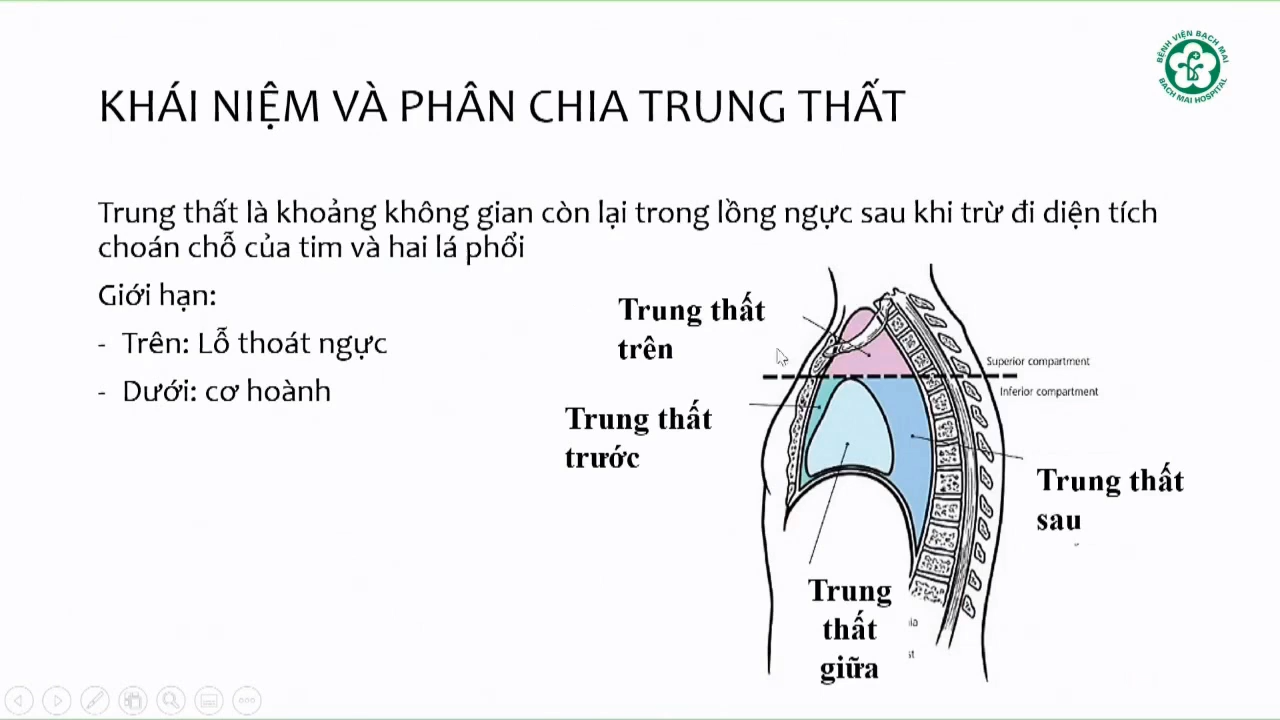 BỆNH VIỆN BẠCH MAI
BACH MAI HOSPITAL
KHÁI NIỆM VÀ PHÂN CHIA TRUNG THẤT
Trung thất là khoảng không gian còn lại trong lồng ngực sau khi trừ đi diện tích
choán chỗ của tim và hai lá phổi
Giới hạn:
- Trên: Lỗ thoát ngực
- Dưới: cơ hoành
Trung thất
trên
Superior compartment
Inferior compartment
Trung thất
trước
Trung thất
sau
Trung
thất
giữa